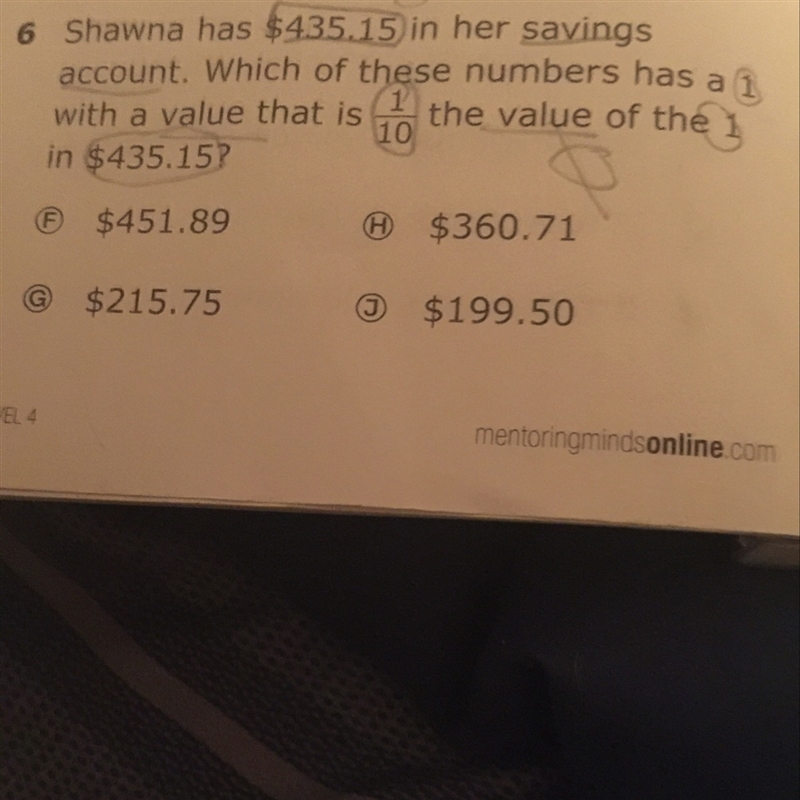 6 Shawna has $435.15 in her savings
account. Which of these numbers has a 1
with a value that is 1/10 the value of the 1
in $435.15?
Ⓕ $451.89 Ⓗ $360.71
Ⓖ $215.75 Ⓙ $199.50
EL 4
mentoringmindsonline.com